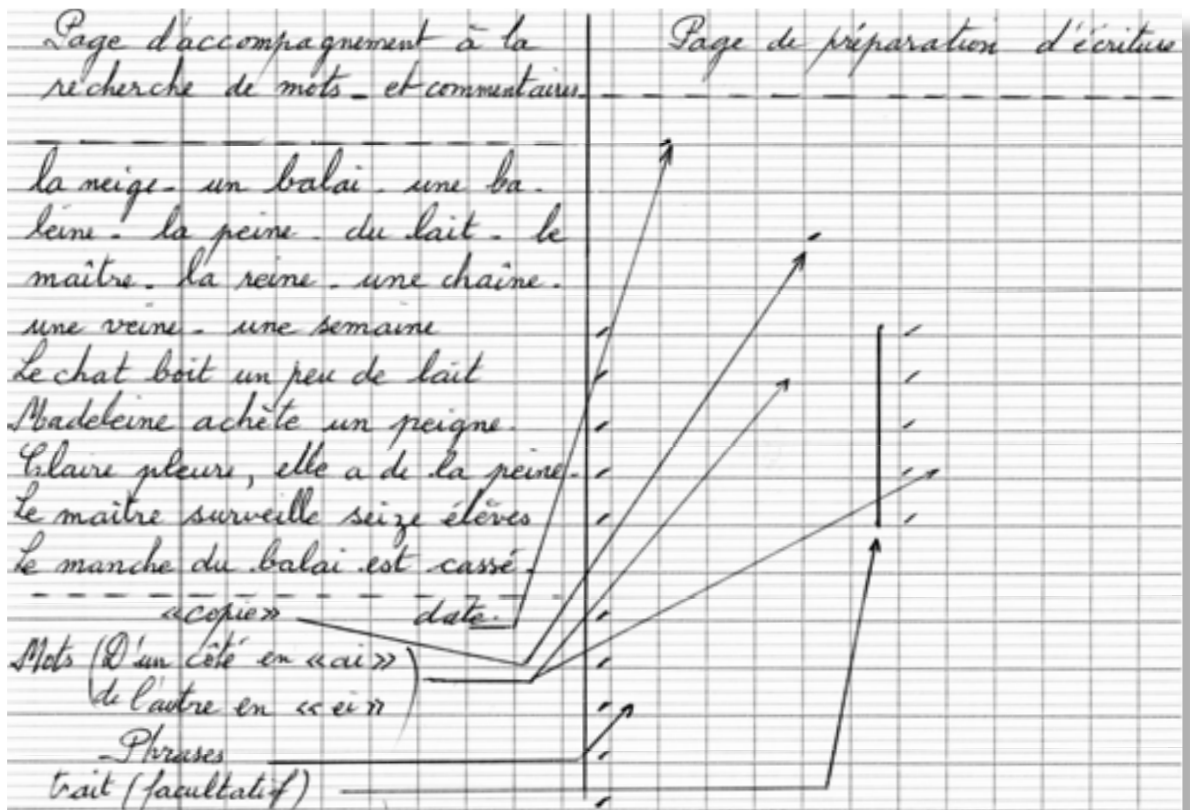 Page d'accompagnement à la
recherche de mots - et commentaires
Page de préparation d'écriture
la neige - un balai - une ba-
leine - la peine - du lait - le
maître - la reine - une chaîne -
une veine - une semaine
Le chat boit un peu de lait
Madeleine achète un peigne.
Claire pleure, elle a de la peine.
Le maître surveille seize élèves
Le manche du balai est cassé.
«copie» date.
Mots (D'un côté en «ai»
de l'autre en «ei»)
- Phrases
trait (facultatif)